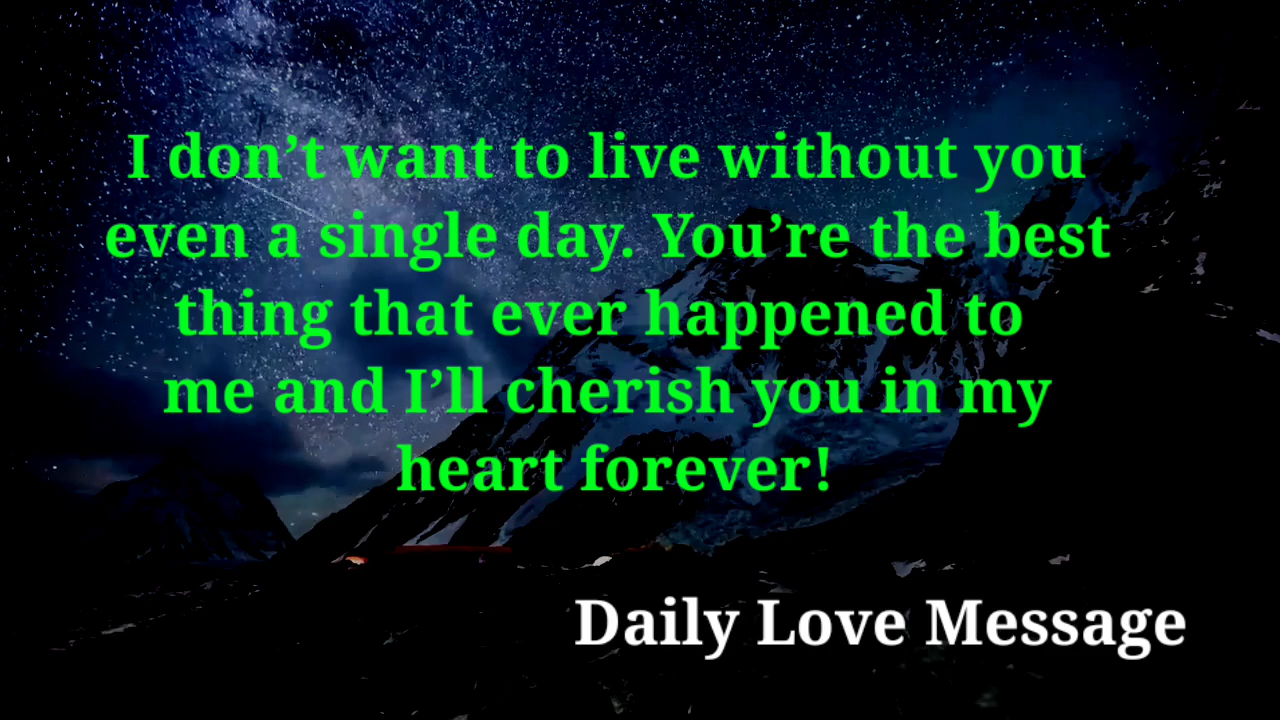 I don’t want to live without you
even a single day. You’re the best
thing that ever happened to
me and I’ll cherish you in my
heart forever!
Daily Love Message